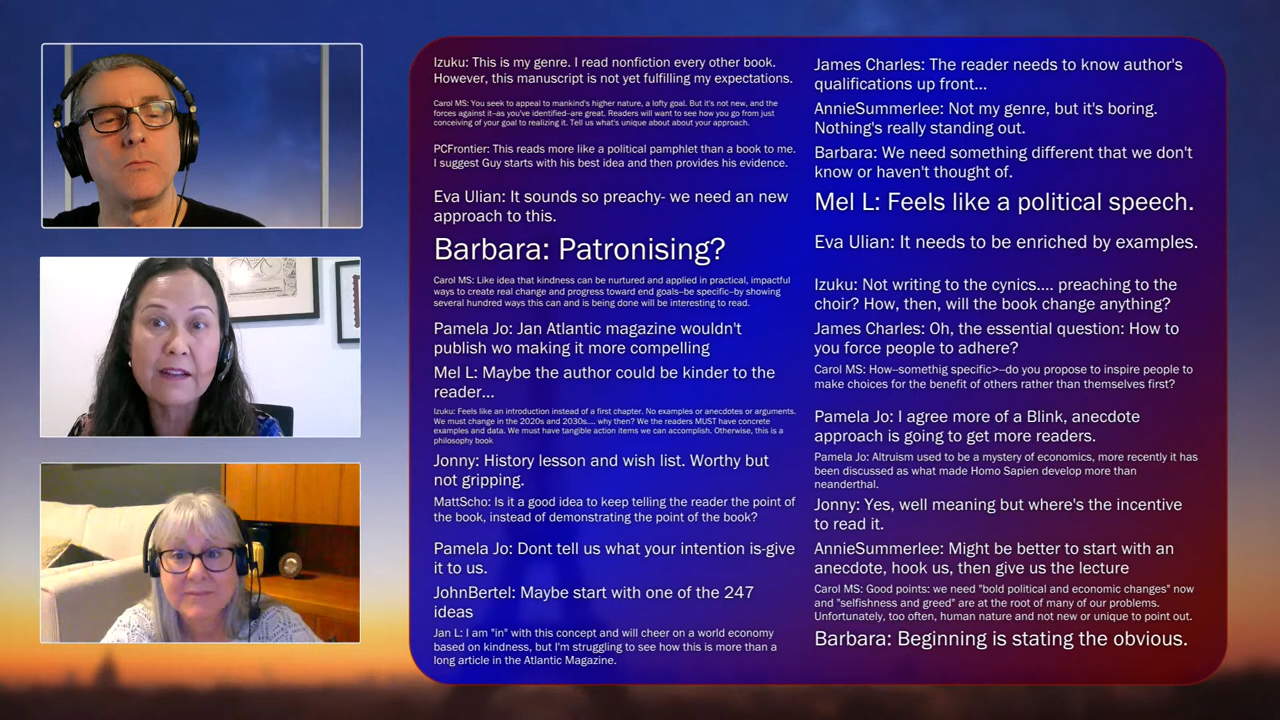 Izuku: This is my genre. I read nonfiction every other book.
However, this manuscript is not yet fulfilling my expectations.
Carol MS: You seek to appeal to mankind's higher nature, a lofty goal. But it's not new, and the
forces against it--as you've identified--are great. Readers will want to see how you go from just
conceiving of your goal to realizing it. Tell us what's unique about about your approach.
PCFrontier: This reads more like a political pamphlet than a book to me.
I suggest Guy starts with his best idea and then provides his evidence.
Eva Ulian: It sounds so preachy- we need an new
approach to this.
Barbara: Patronising?
Carol MS: Like idea that kindness can be nurtured and applied in practical, impactful
ways to create real change and progress toward end goals--be specific--by showing
several hundred ways this can and is being done will be interesting to read.
Pamela Jo: Jan Atlantic magazine wouldn't
publish wo making it more compelling
Mel L: Maybe the author could be kinder to the
reader...
Izuku: Feels like an introduction instead of a first chapter. No examples or anecdotes or arguments.
We must change in the 2020s and 2030s.... why then? We the readers MUST have concrete
examples and data. We must have tangible action items we can accomplish. Otherwise, this is a
philosophy book
Jonny: History lesson and wish list. Worthy but
not gripping.
MattScho: Is it a good idea to keep telling the reader the point of
the book, instead of demonstrating the point of the book?
Pamela Jo: Dont tell us what your intention is-give
it to us.
JohnBertel: Maybe start with one of the 247
ideas
Jan L: I am "in" with this concept and will cheer on a world economy
based on kindness, but I'm struggling to see how this is more than a
long article in the Atlantic Magazine.
James Charles: The reader needs to know author's
qualifications up front...
AnnieSummerlee: Not my genre, but it's boring.
Nothing's really standing out.
Barbara: We need something different that we don't
know or haven't thought of.
Mel L: Feels like a political speech.
Eva Ulian: It needs to be enriched by examples.
Izuku: Not writing to the cynics.... preaching to the
choir? How, then, will the book change anything?
James Charles: Oh, the essential question: How to
you force people to adhere?
Carol MS: How--somethig specific>--do you propose to inspire people to
make choices for the benefit of others rather than themselves first?
Pamela Jo: I agree more of a Blink, anecdote
approach is going to get more readers.
Pamela Jo: Altruism used to be a mystery of economics, more recently it has
been discussed as what made Homo Sapien develop more than
neanderthal.
Jonny: Yes, well meaning but where's the incentive
to read it.
AnnieSummerlee: Might be better to start with an
anecdote, hook us, then give us the lecture
Carol MS: Good points: we need "bold political and economic changes" now
and "selfishness and greed" are at the root of many of our problems.
Unfortunately, too often, human nature and not new or unique to point out.
Barbara: Beginning is stating the obvious.